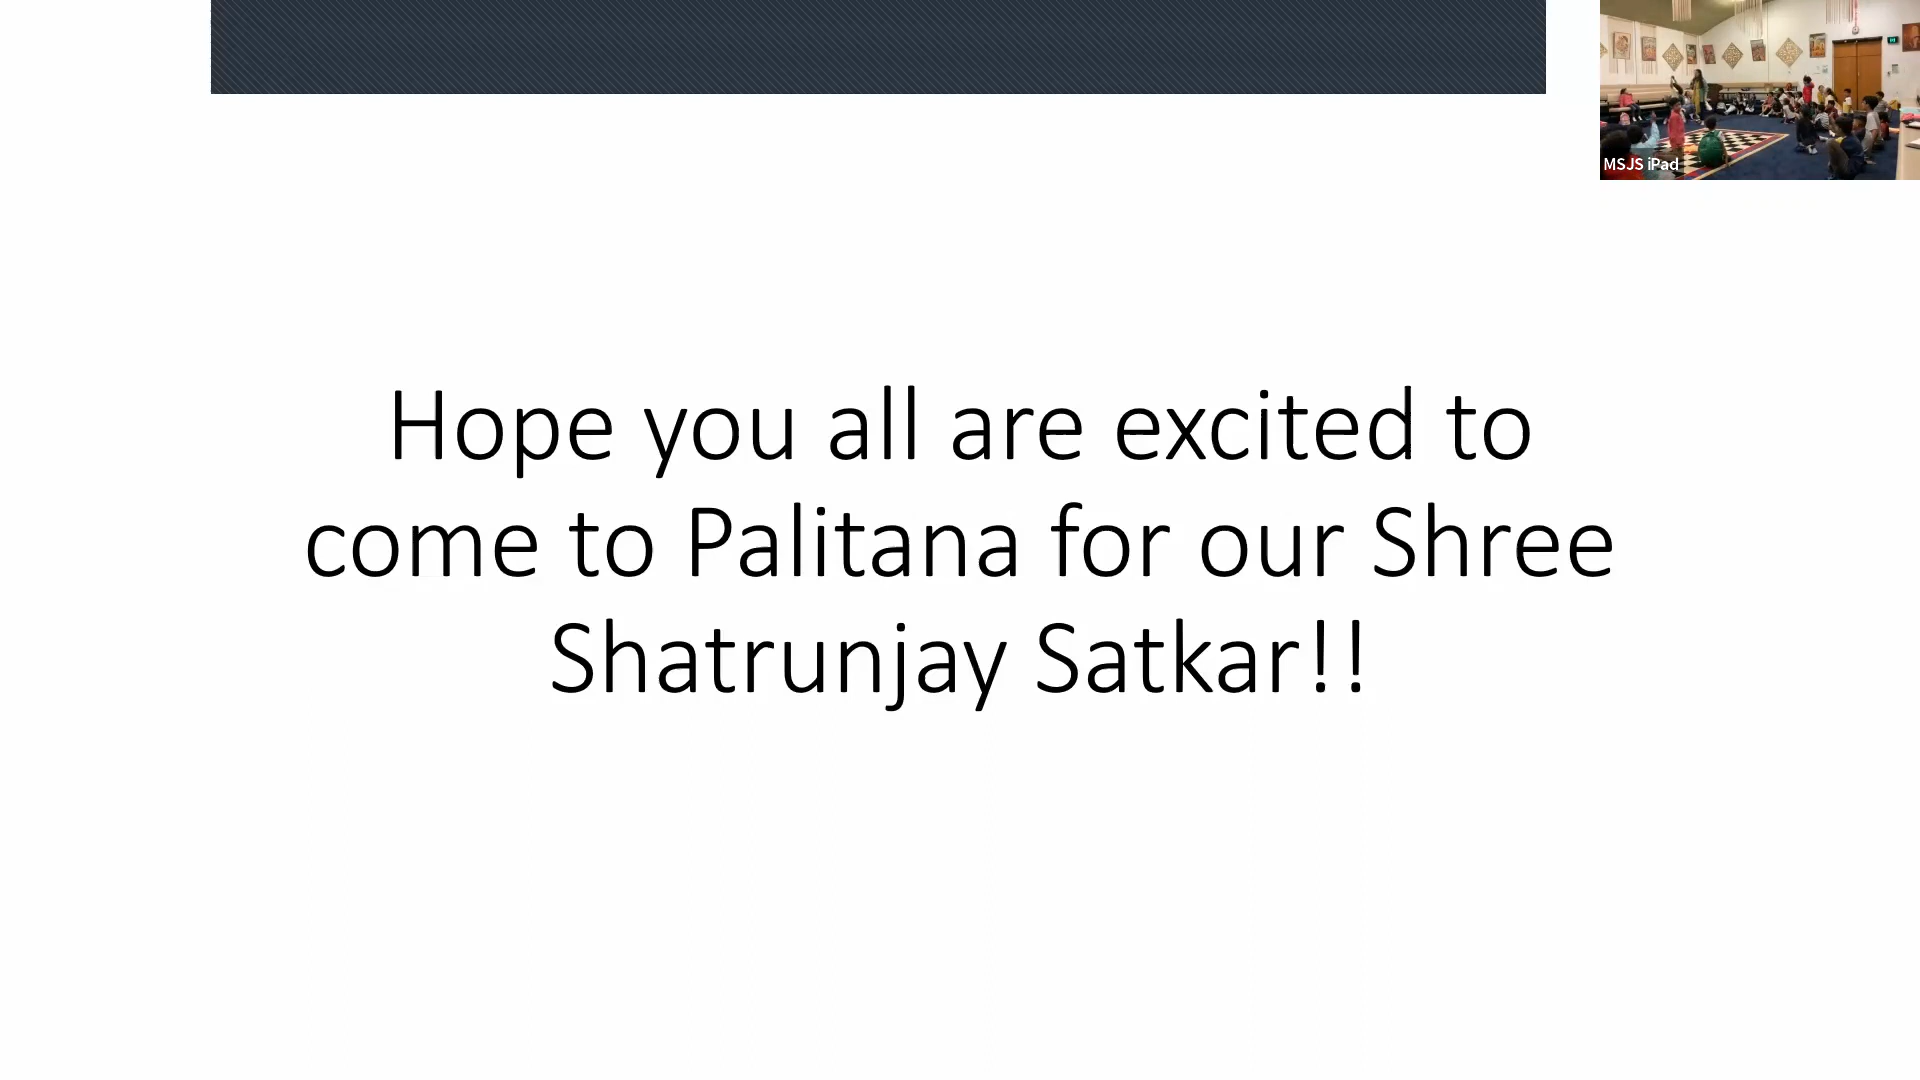 MSJS iPad
Hope you all are excited to
come to Palitana for our Shree
Shatrunjay Satkar!!